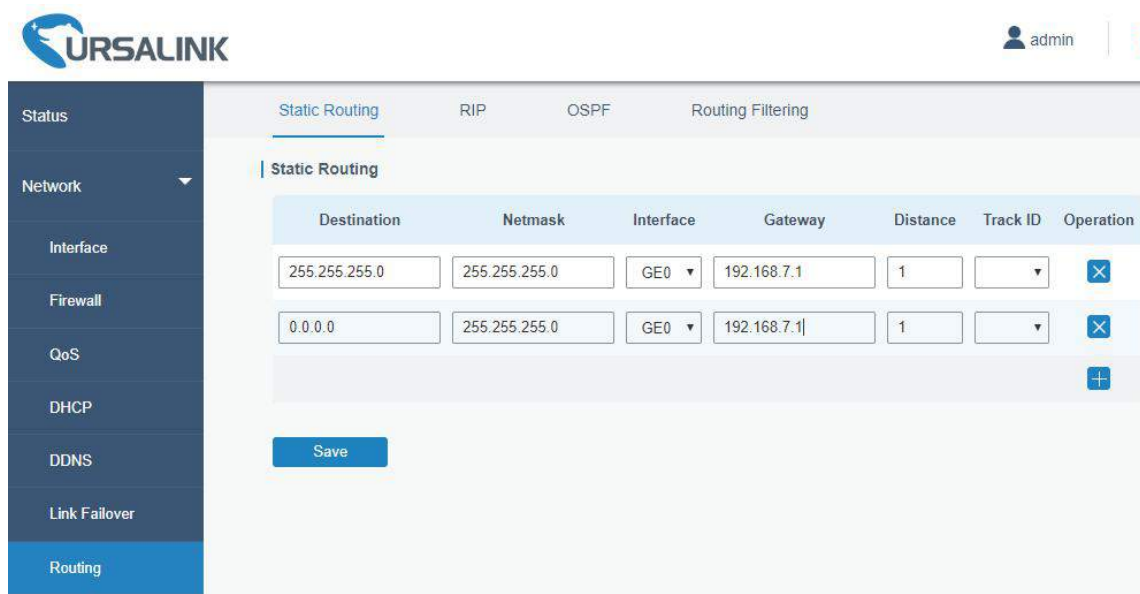 URSALINK
admin
Status
Static Routing RIP OSPF Routing Filtering
Static Routing
Network
Destination Netmask Interface Gateway Distance Track ID Operation
Interface
255.255.255.0 255.255.255.0 GE0 192.168.7.1 1
Firewall
0.0.0.0 255.255.255.0 GE0 192.168.7.1 1
QoS
DHCP
Save
DDNS
Link Failover
Routing